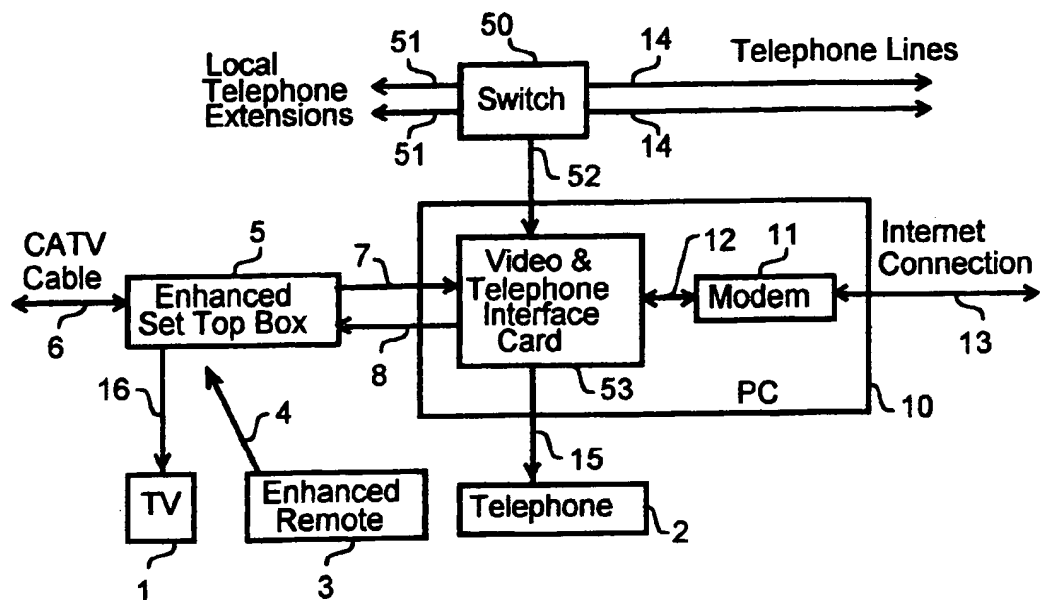 50
51
14
Telephone Lines
Local
Telephone
Extensions
Switch
51
14
52
CATV
Cable
5
7
12
11
Internet
Connection
Enhanced
Set Top Box
Video &
Telephone
Interface
Card
Modem
6
8
13
16
4
53
PC
10
15
TV
Enhanced
Remote
Telephone
1
3
2